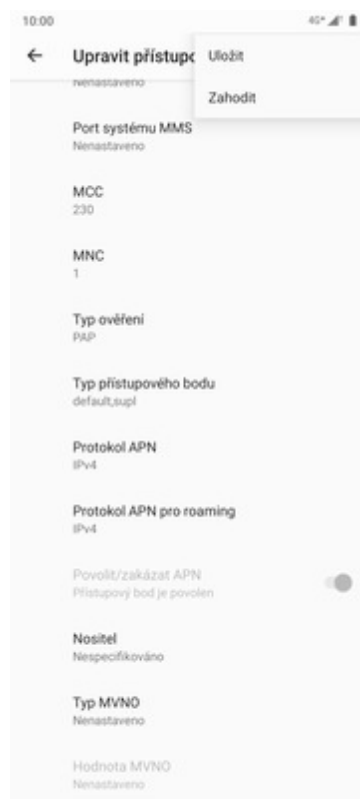 10:00
4G+
Upravit přístupo
Uložit
Zahodit
Nenastaveno
Port systému MMS
Nenastaveno
MCC
230
MNC
1
Typ ověření
PAP
Typ přístupového bodu
default,supl
Protokol APN
IPv4
Protokol APN pro roaming
IPv4
Povolit/zakázat APN
Přístupový bod je povolen
Nositel
Nespecifikováno
Typ MVNO
Nenastaveno
Hodnota MVNO
Nenastaveno